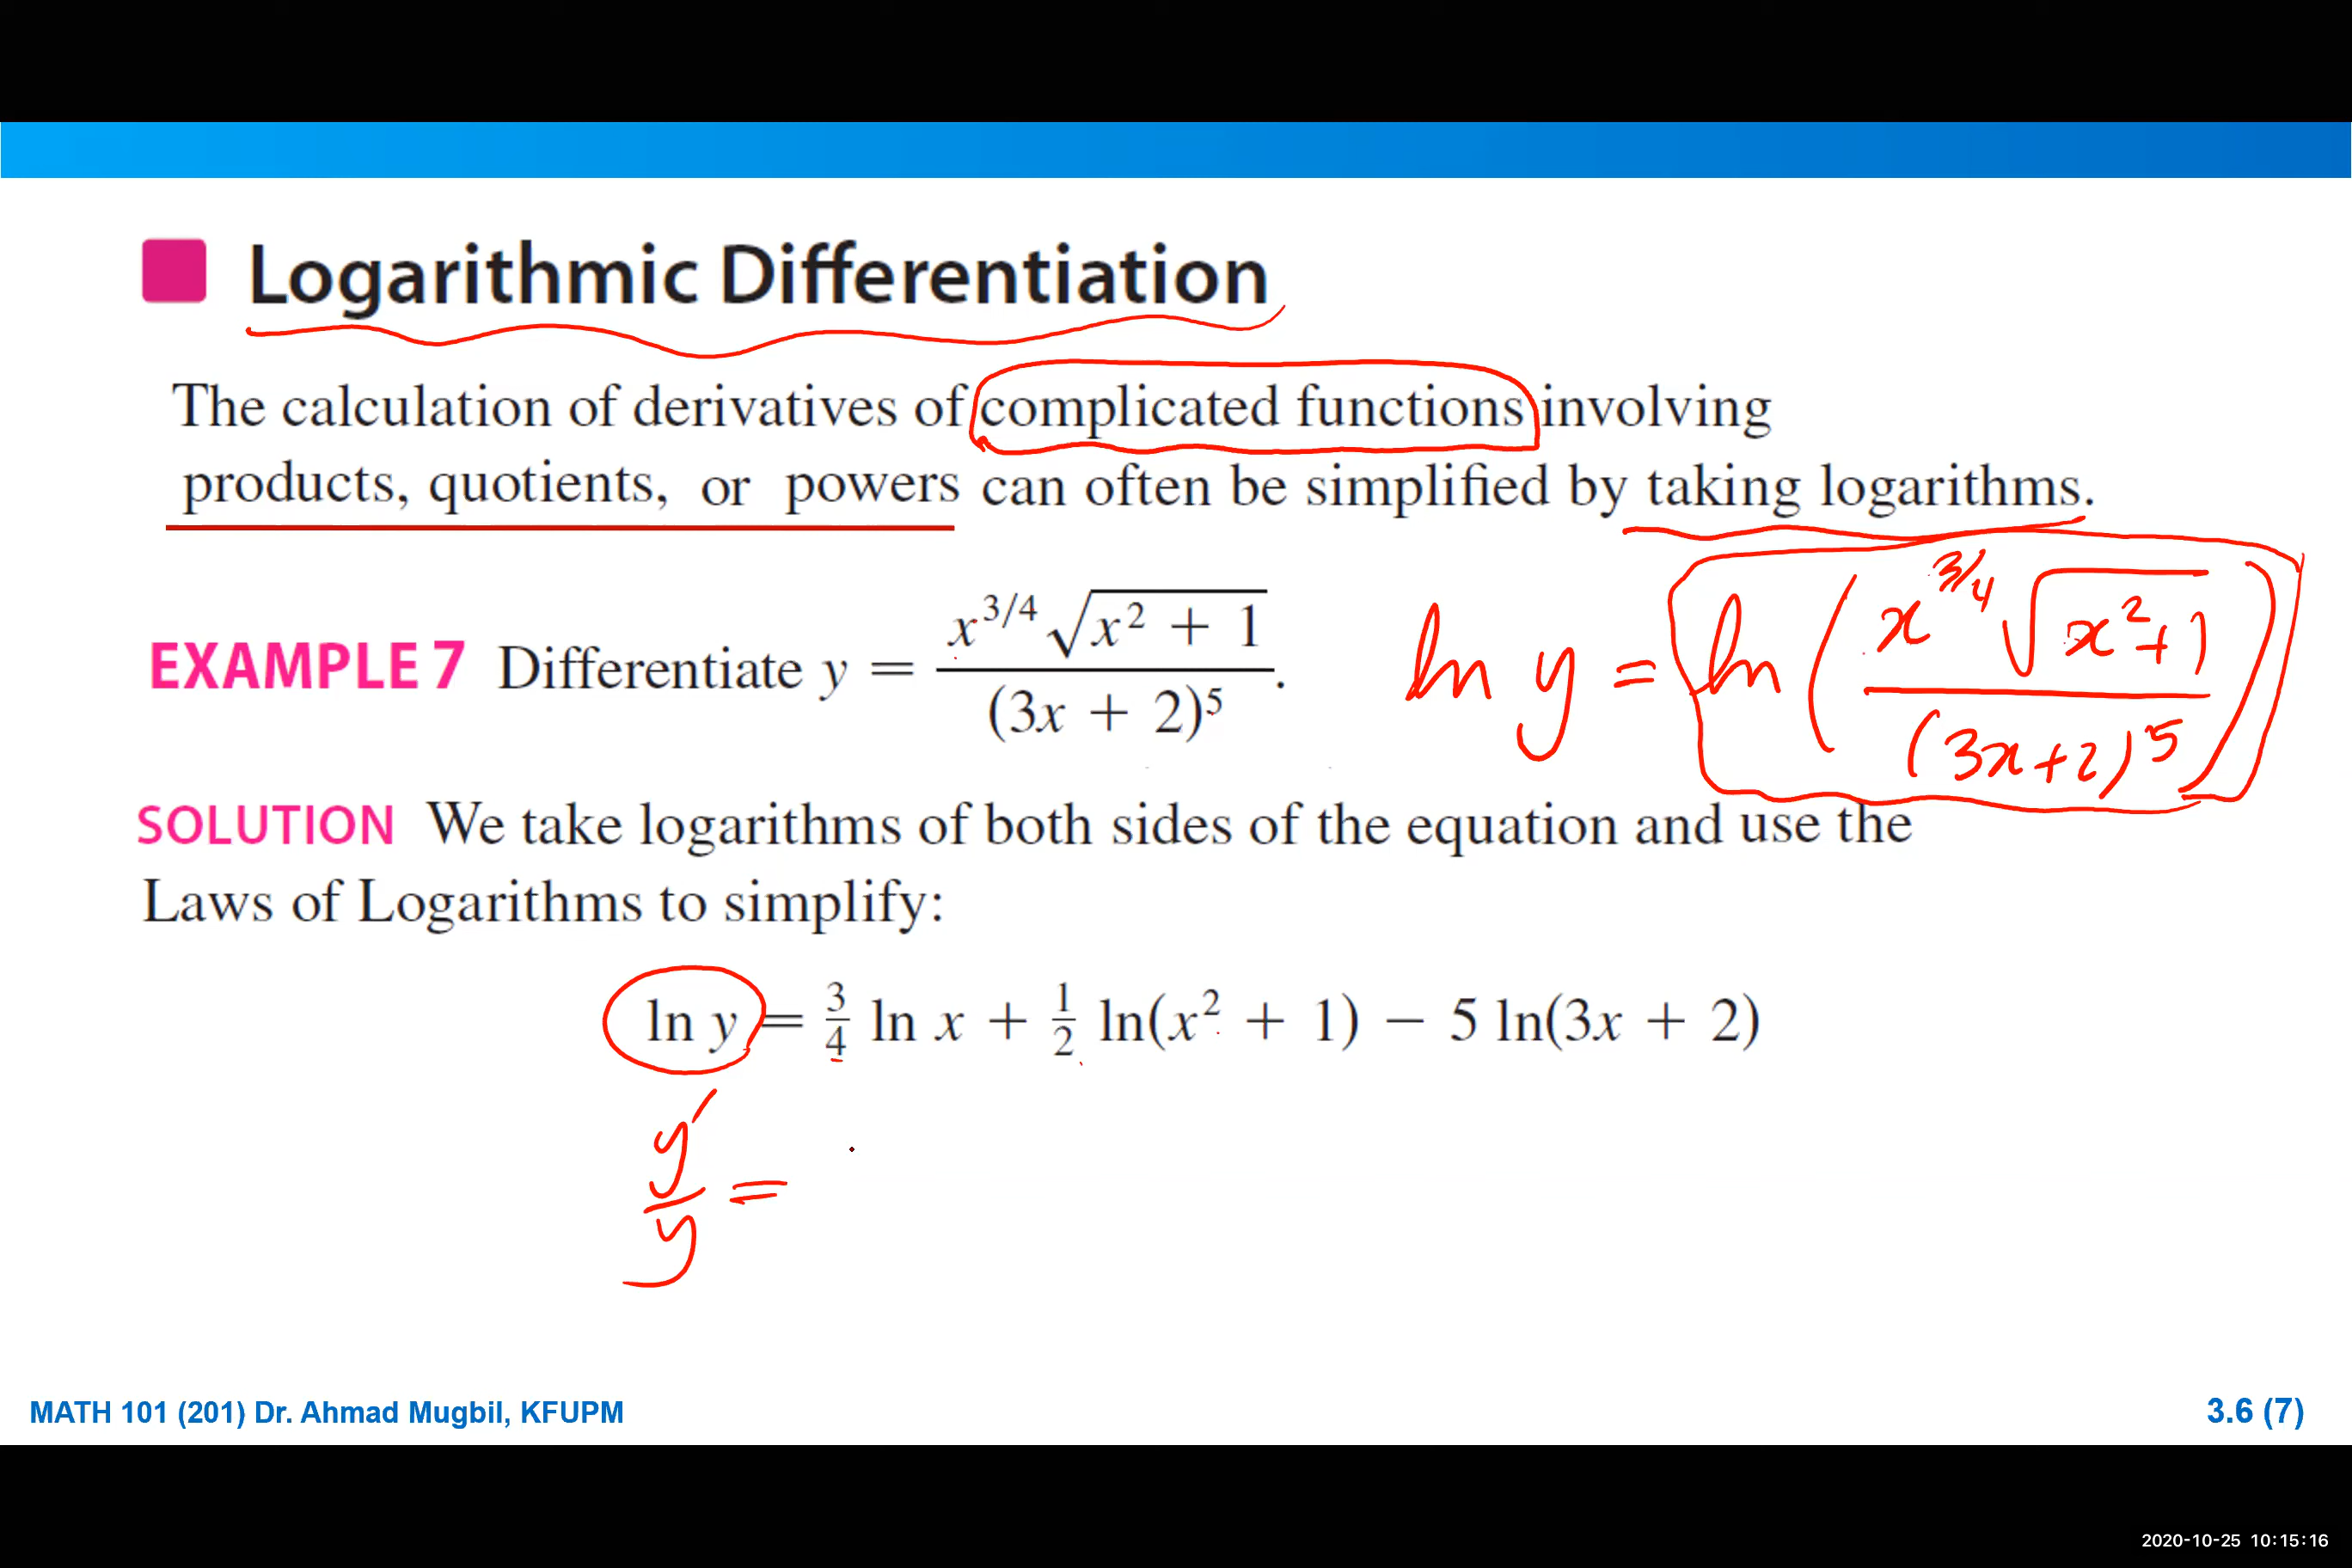 Logarithmic Differentiation
The calculation of derivatives of complicated functions involving
products, quotients, or powers can often be simplified by taking logarithms.
EXAMPLE 7 Differentiate y = x^{3/4} √(x² + 1) / (3x + 2)⁵.
ln y = ln ( x^{3/4} √(x²+1) / (3x+2)⁵ )
SOLUTION We take logarithms of both sides of the equation and use the
Laws of Logarithms to simplify:
ln y = 3/4 ln x + 1/2 ln(x² + 1) − 5 ln(3x + 2)
y′/y =
MATH 101 (201) Dr. Ahmad Mugbil, KFUPM
3.6 (7)
2020-10-25 10:15:16